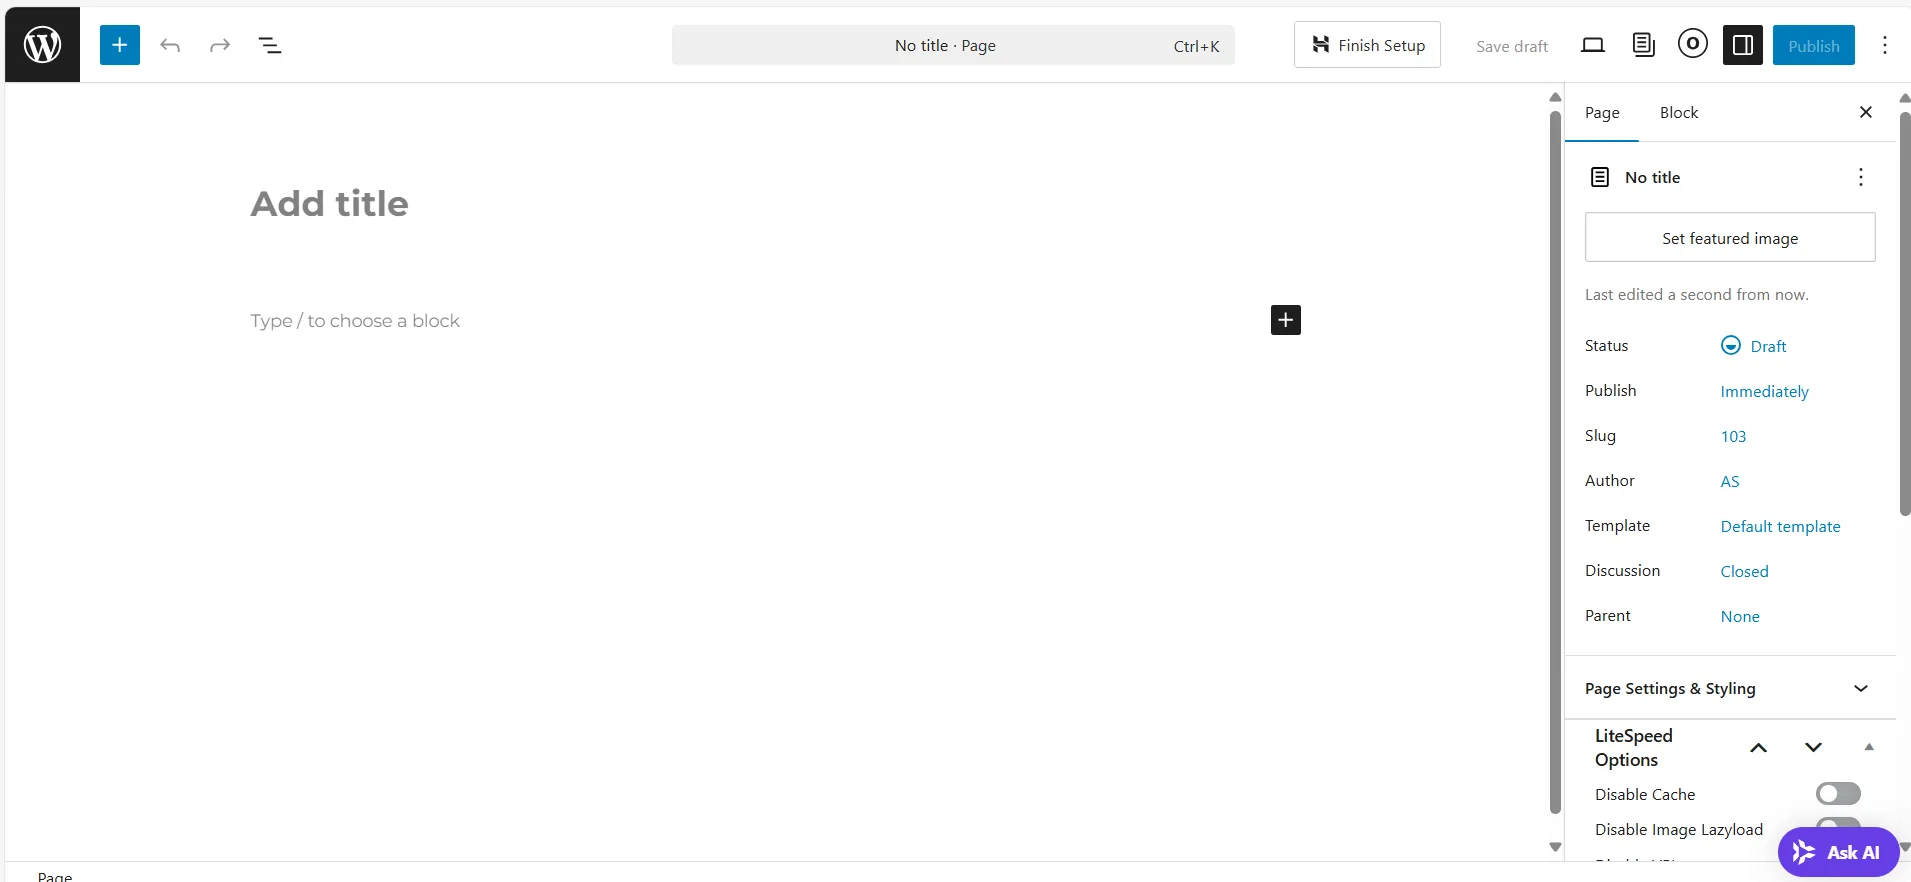 No title · Page Ctrl+K
Finish Setup
Save draft
Publish
Page Block
Add title
No title
Set featured image
Type / to choose a block
Last edited a second from now.
Status Draft
Publish Immediately
Slug 103
Author AS
Template Default template
Discussion Closed
Parent None
Page Settings & Styling
LiteSpeed
Options
Disable Cache
Disable Image Lazyload
Ask AI
Page